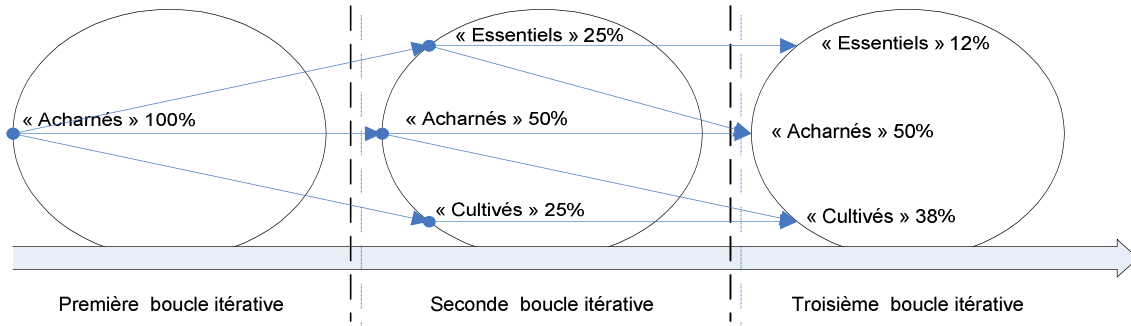 « Acharnés » 100%
« Essentiels » 25%
« Acharnés » 50%
« Cultivés » 25%
« Essentiels » 12%
« Acharnés » 50%
« Cultivés » 38%
Première boucle itérative
Seconde boucle itérative
Troisième boucle itérative